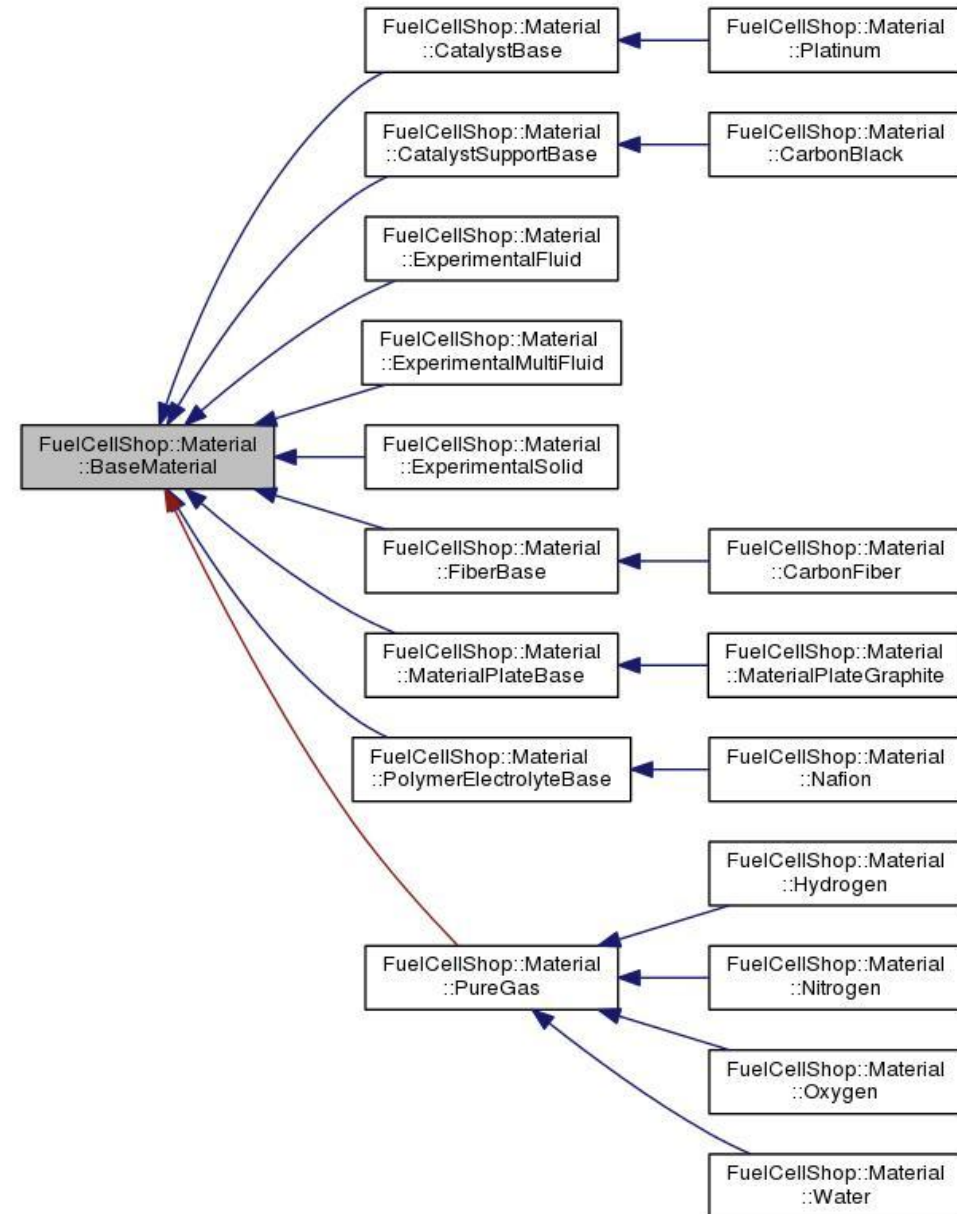 FuelCellShop::Material
::CatalystBase
FuelCellShop::Material
::Platinum
FuelCellShop::Material
::CatalystSupportBase
FuelCellShop::Material
::CarbonBlack
FuelCellShop::Material
::ExperimentalFluid
FuelCellShop::Material
::ExperimentalMultiFluid
FuelCellShop::Material
::BaseMaterial
FuelCellShop::Material
::ExperimentalSolid
FuelCellShop::Material
::FiberBase
FuelCellShop::Material
::CarbonFiber
FuelCellShop::Material
::MaterialPlateBase
FuelCellShop::Material
::MaterialPlateGraphite
FuelCellShop::Material
::PolymerElectrolyteBase
FuelCellShop::Material
::Nafion
FuelCellShop::Material
::Hydrogen
FuelCellShop::Material
::PureGas
FuelCellShop::Material
::Nitrogen
FuelCellShop::Material
::Oxygen
FuelCellShop::Material
::Water